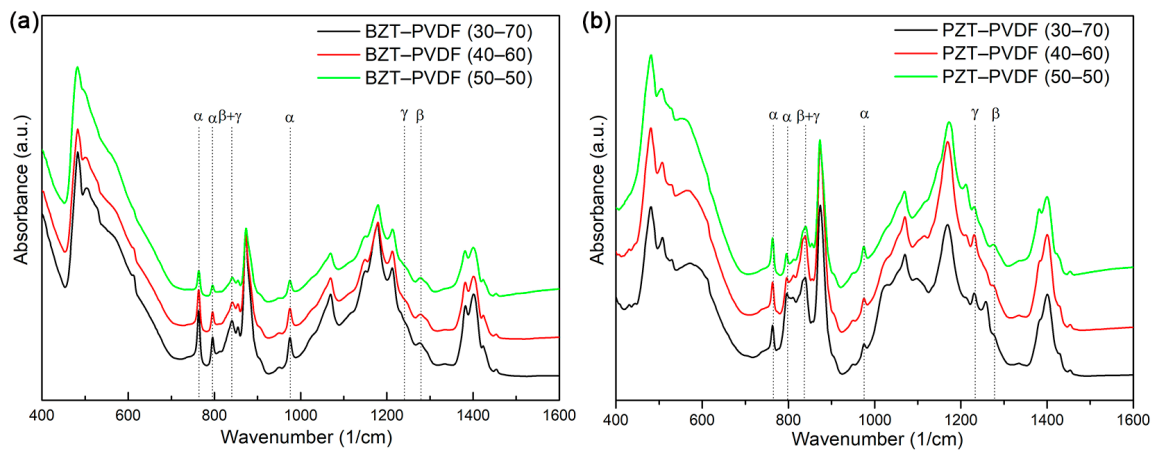 (a)
BZT–PVDF (30–70)
BZT–PVDF (40–60)
BZT–PVDF (50–50)
α
α
β+γ
α
γ
β
Absorbance (a.u.)
400
600
800
1000
1200
1400
1600
Wavenumber (1/cm)
(b)
PZT–PVDF (30–70)
PZT–PVDF (40–60)
PZT–PVDF (50–50)
α
α
β+γ
α
γ
β
Absorbance (a.u.)
400
600
800
1000
1200
1400
1600
Wavenumber (1/cm)